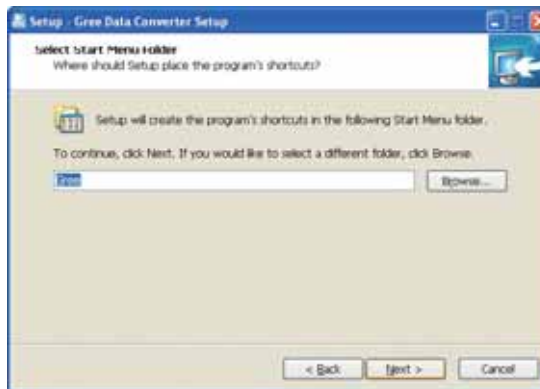 Setup - Gree Data Converter Setup
Select Start Menu Folder
Where should Setup place the program's shortcuts?
Setup will create the program's shortcuts in the following Start Menu folder.
To continue, click Next. If you would like to select a different folder, click Browse.
Gree
Browse...
< Back
Next >
Cancel